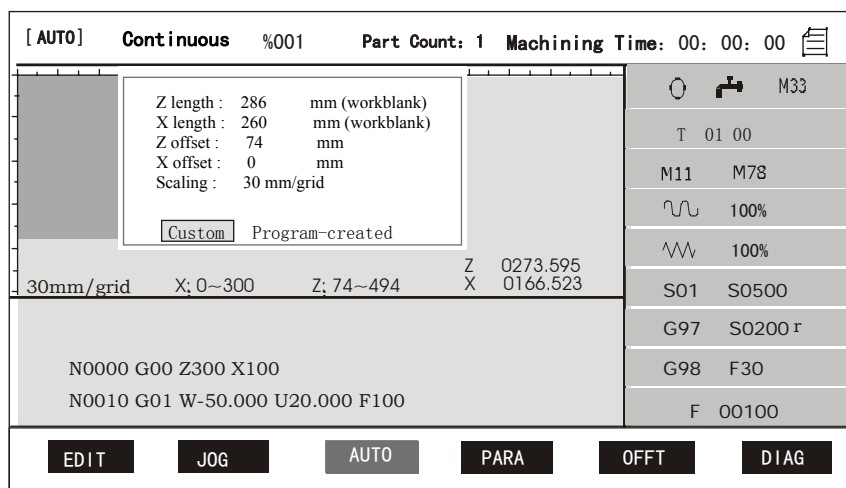 [AUTO] Continuous %001 Part Count: 1 Machining Time: 00: 00: 00
Z length : 286 mm (workblank)
X length : 260 mm (workblank)
Z offset : 74 mm
X offset : 0 mm
Scaling : 30 mm/grid
Custom Program-created
Z 0273.595
30mm/grid X: 0~300 Z: 74~494 X 0166.523
N0000 G00 Z300 X100
N0010 G01 W-50.000 U20.000 F100
M33
T 01 00
M11 M78
100%
100%
S01 S0500
G97 S0200 r
G98 F30
F 00100
EDIT JOG AUTO PARA OFFT DIAG